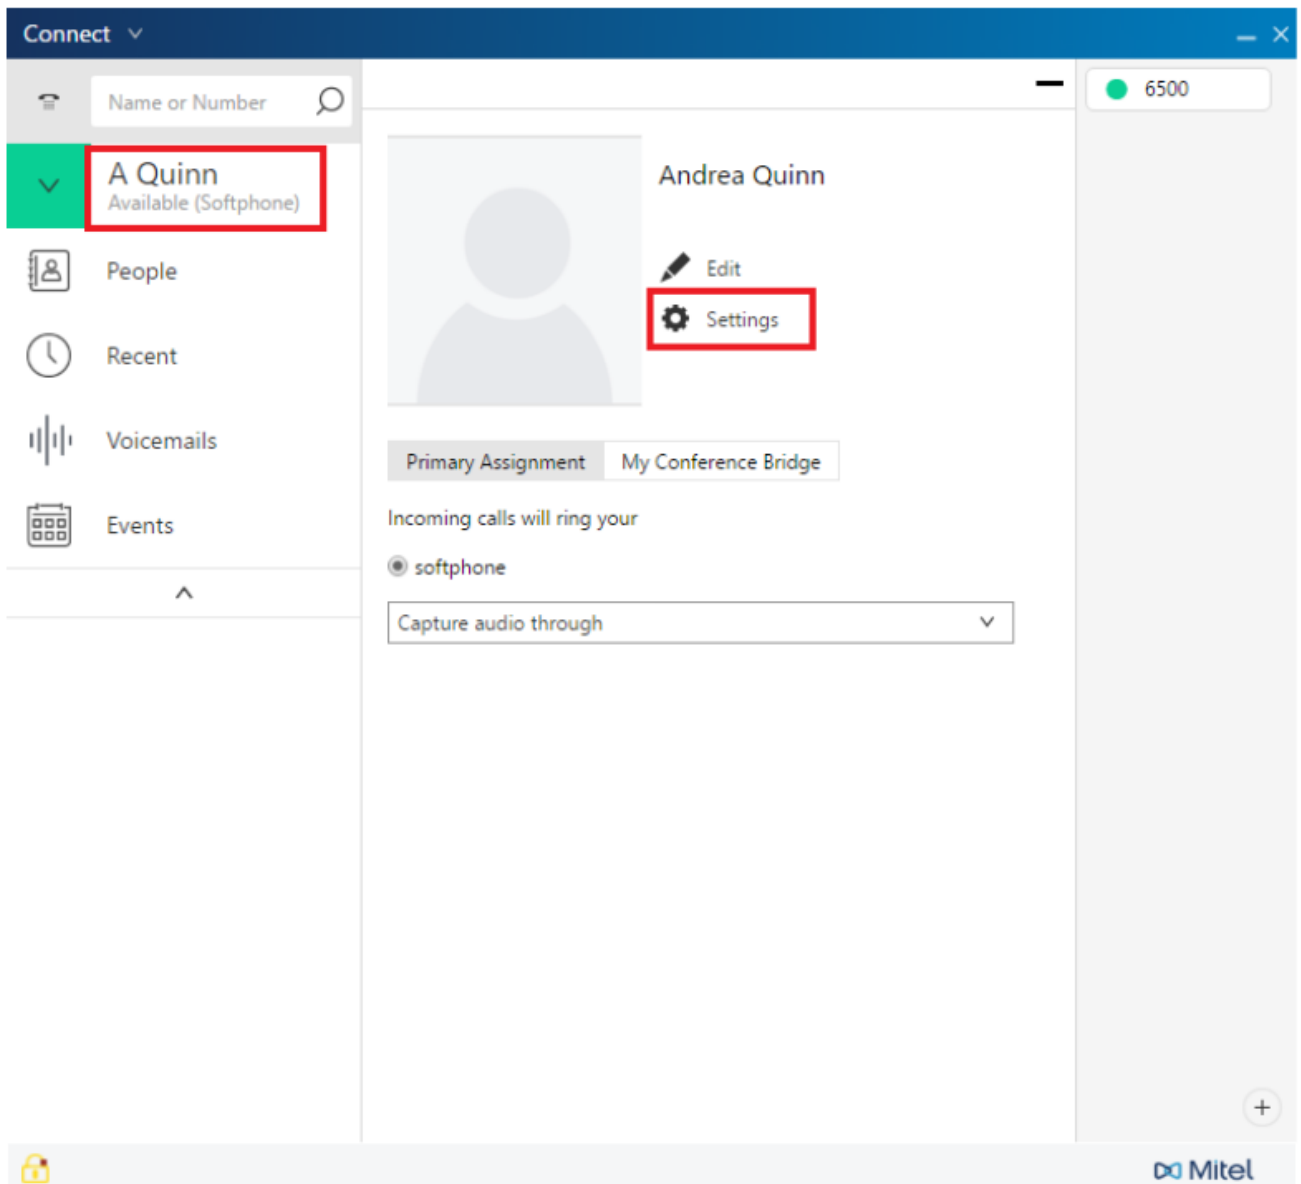 Connect
Name or Number
6500
A Quinn
Available (Softphone)
Andrea Quinn
People
Edit
Settings
Recent
Voicemails
Primary Assignment
My Conference Bridge
Events
Incoming calls will ring your
softphone
Capture audio through
Mitel